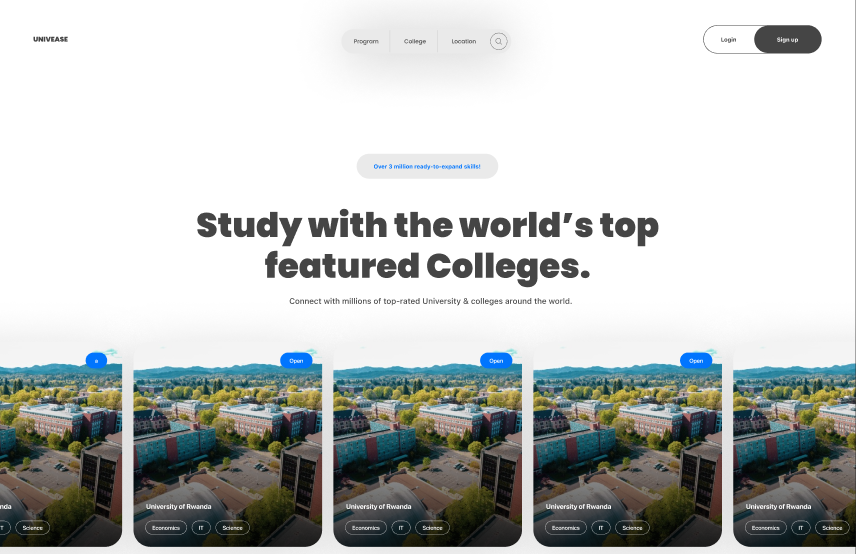 UNIVEASE
Program College Location
Login Sign up
Over 3 million ready-to-expand skills!
Study with the world's top
featured Colleges.
Connect with millions of top-rated University & colleges around the world.
a Open Open Open
nda University of Rwanda University of Rwanda University of Rwanda University of Rwanda
T Science Economics IT Science Economics IT Science Economics IT Science Economics IT Science